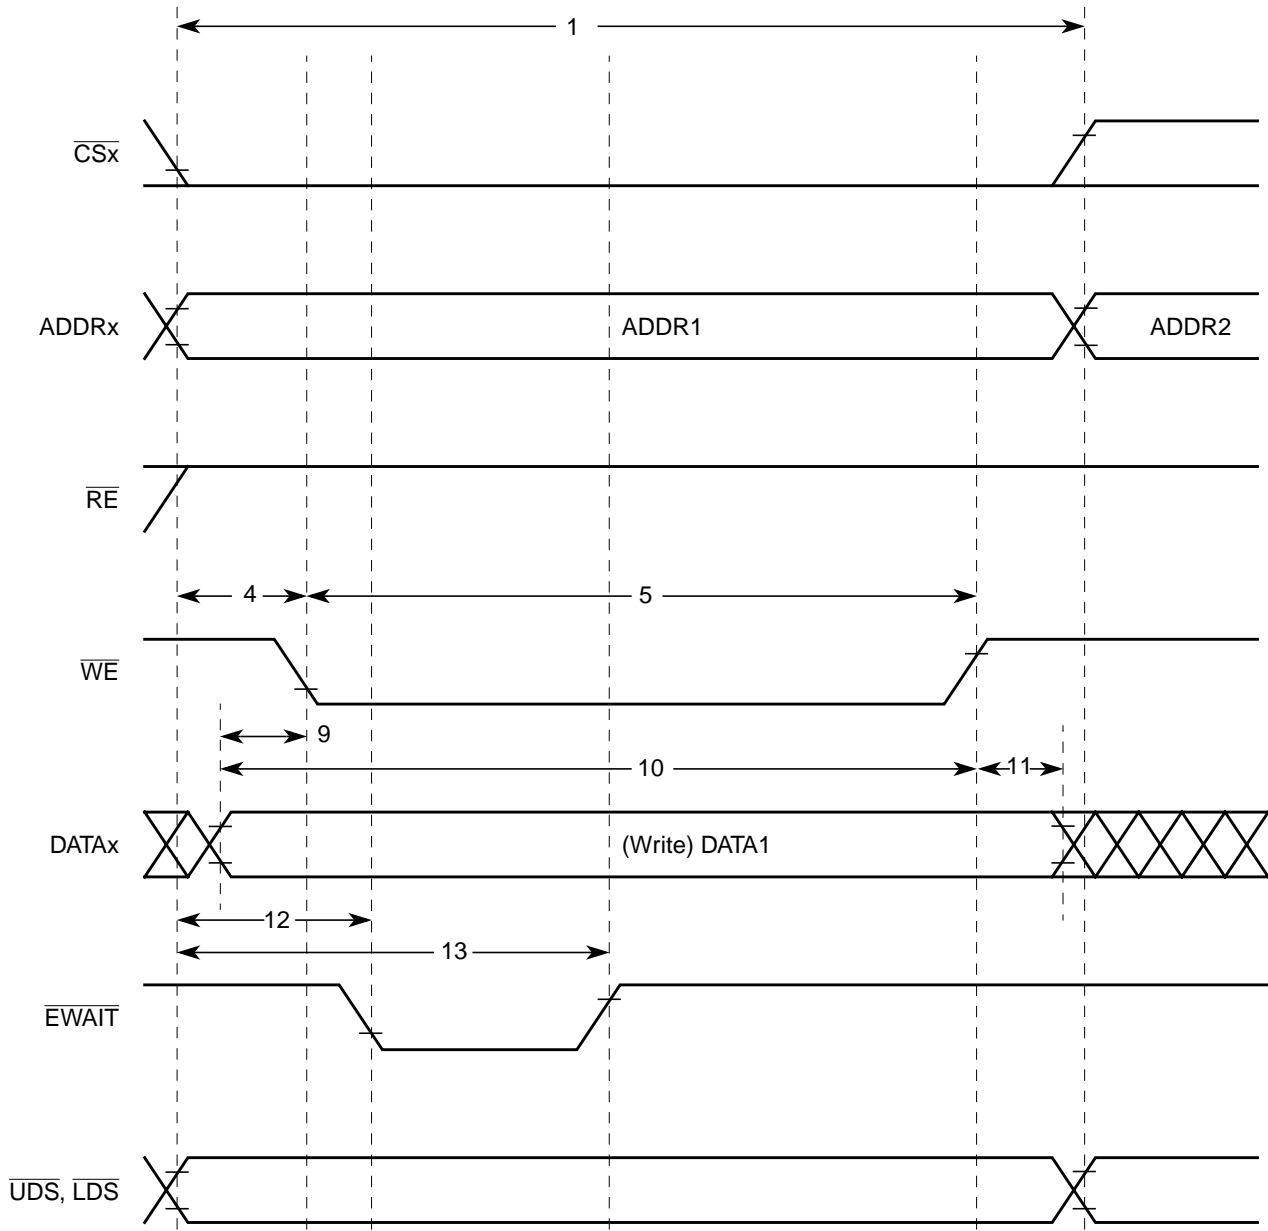 1
CSx
ADDRx
ADDR1
ADDR2
RE
4
5
WE
9
10
11
DATAx
(Write) DATA1
12
13
EWAIT
UDS, LDS